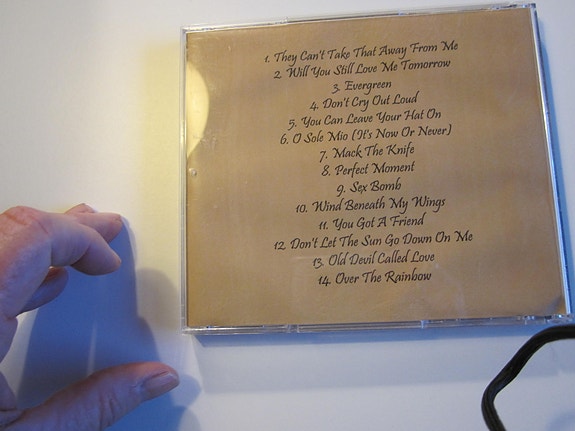 1. They Can't Take That Away From Me
2. Will You Still Love Me Tomorrow
3. Evergreen
4. Don't Cry Out Loud
5. You Can Leave Your Hat On
6. O Sole Mio (It's Now Or Never)
7. Mack The Knife
8. Perfect Moment
9. Sex Bomb
10. Wind Beneath My Wings
11. You Got A Friend
12. Don't Let The Sun Go Down On Me
13. Old Devil Called Love
14. Over The Rainbow